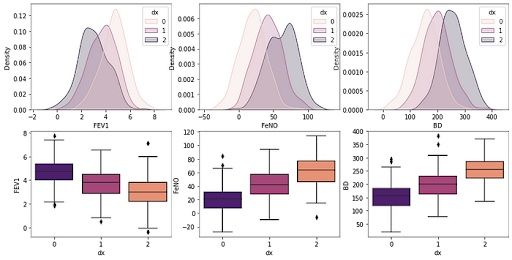 dx
0
1
2
Density
0.12
0.10
0.08
0.06
0.04
0.02
0.00
−2 0 2 4 6 8
FEV1
dx
0
1
2
Density
0.006
0.005
0.004
0.003
0.002
0.001
0.000
−50 0 50 100
FeNO
dx
0
1
2
Density
0.0025
0.0020
0.0015
0.0010
0.0005
0.0000
0 100 200 300 400
BD
FEV1
8
6
4
2
0
0 1 2
dx
FeNO
120
100
80
60
40
20
0
−20
0 1 2
dx
BD
400
350
300
250
200
150
100
50
0 1 2
dx